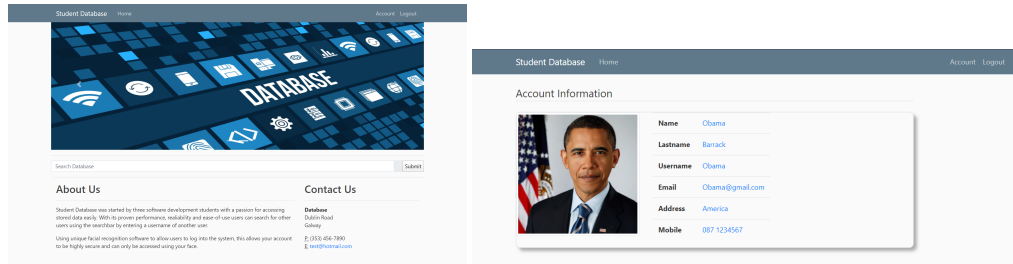 Student Database Home Account Logout
DATABASE
Search Database Submit
About Us
Student Database was started by three software development students with a passion for accessing
stored data easily. With its proven performance, realiability and ease-of-use users can search for other
users using the searchbar by entering a username of another user.
Using unique facial recognition software to allow users to log into the system, this allows your account
to be highly secure and can only be accessed using your face.
Contact Us
Database
Dublin Road
Galway
P: (353) 456-7890
E: test@hotmail.com
Student Database Home Account Logout
Account Information
Name Obama
Lastname Barrack
Username Obama
Email Obama@gmail.com
Address America
Mobile 087 1234567